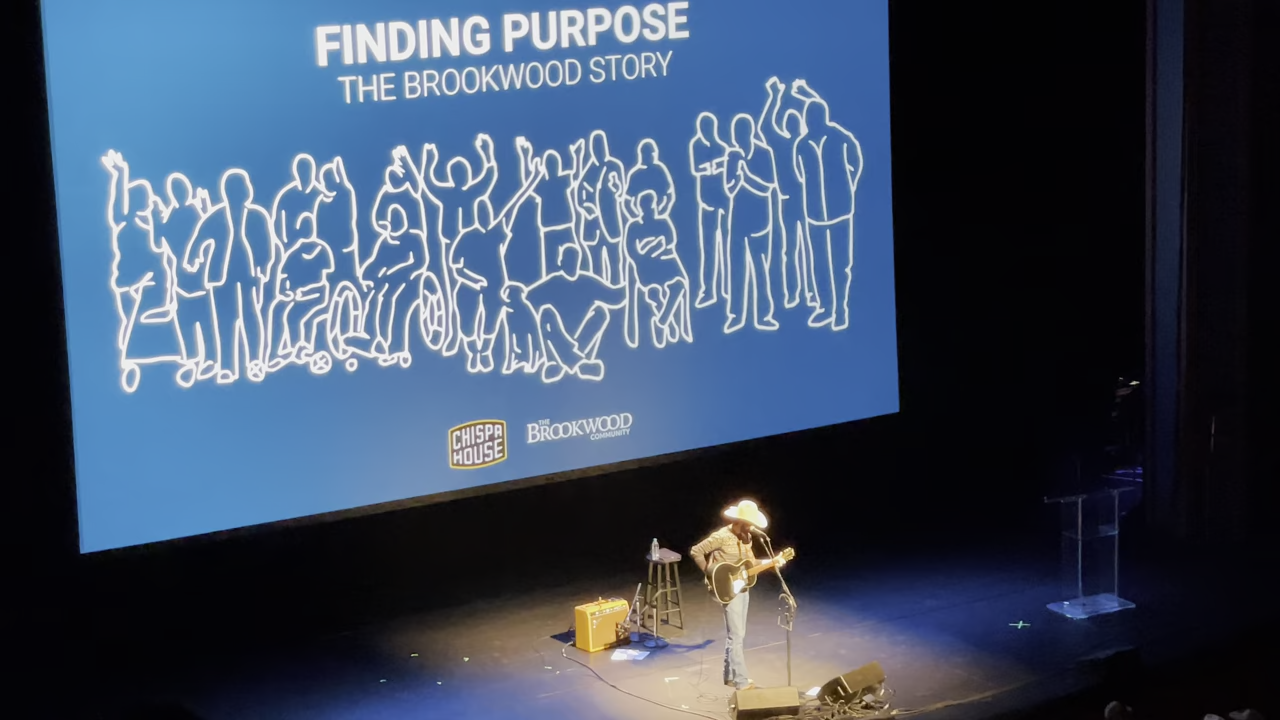 FINDING PURPOSE
THE BROOKWOOD STORY
CHISPA
HOUSE
THE
BROOKWOOD
COMMUNITY